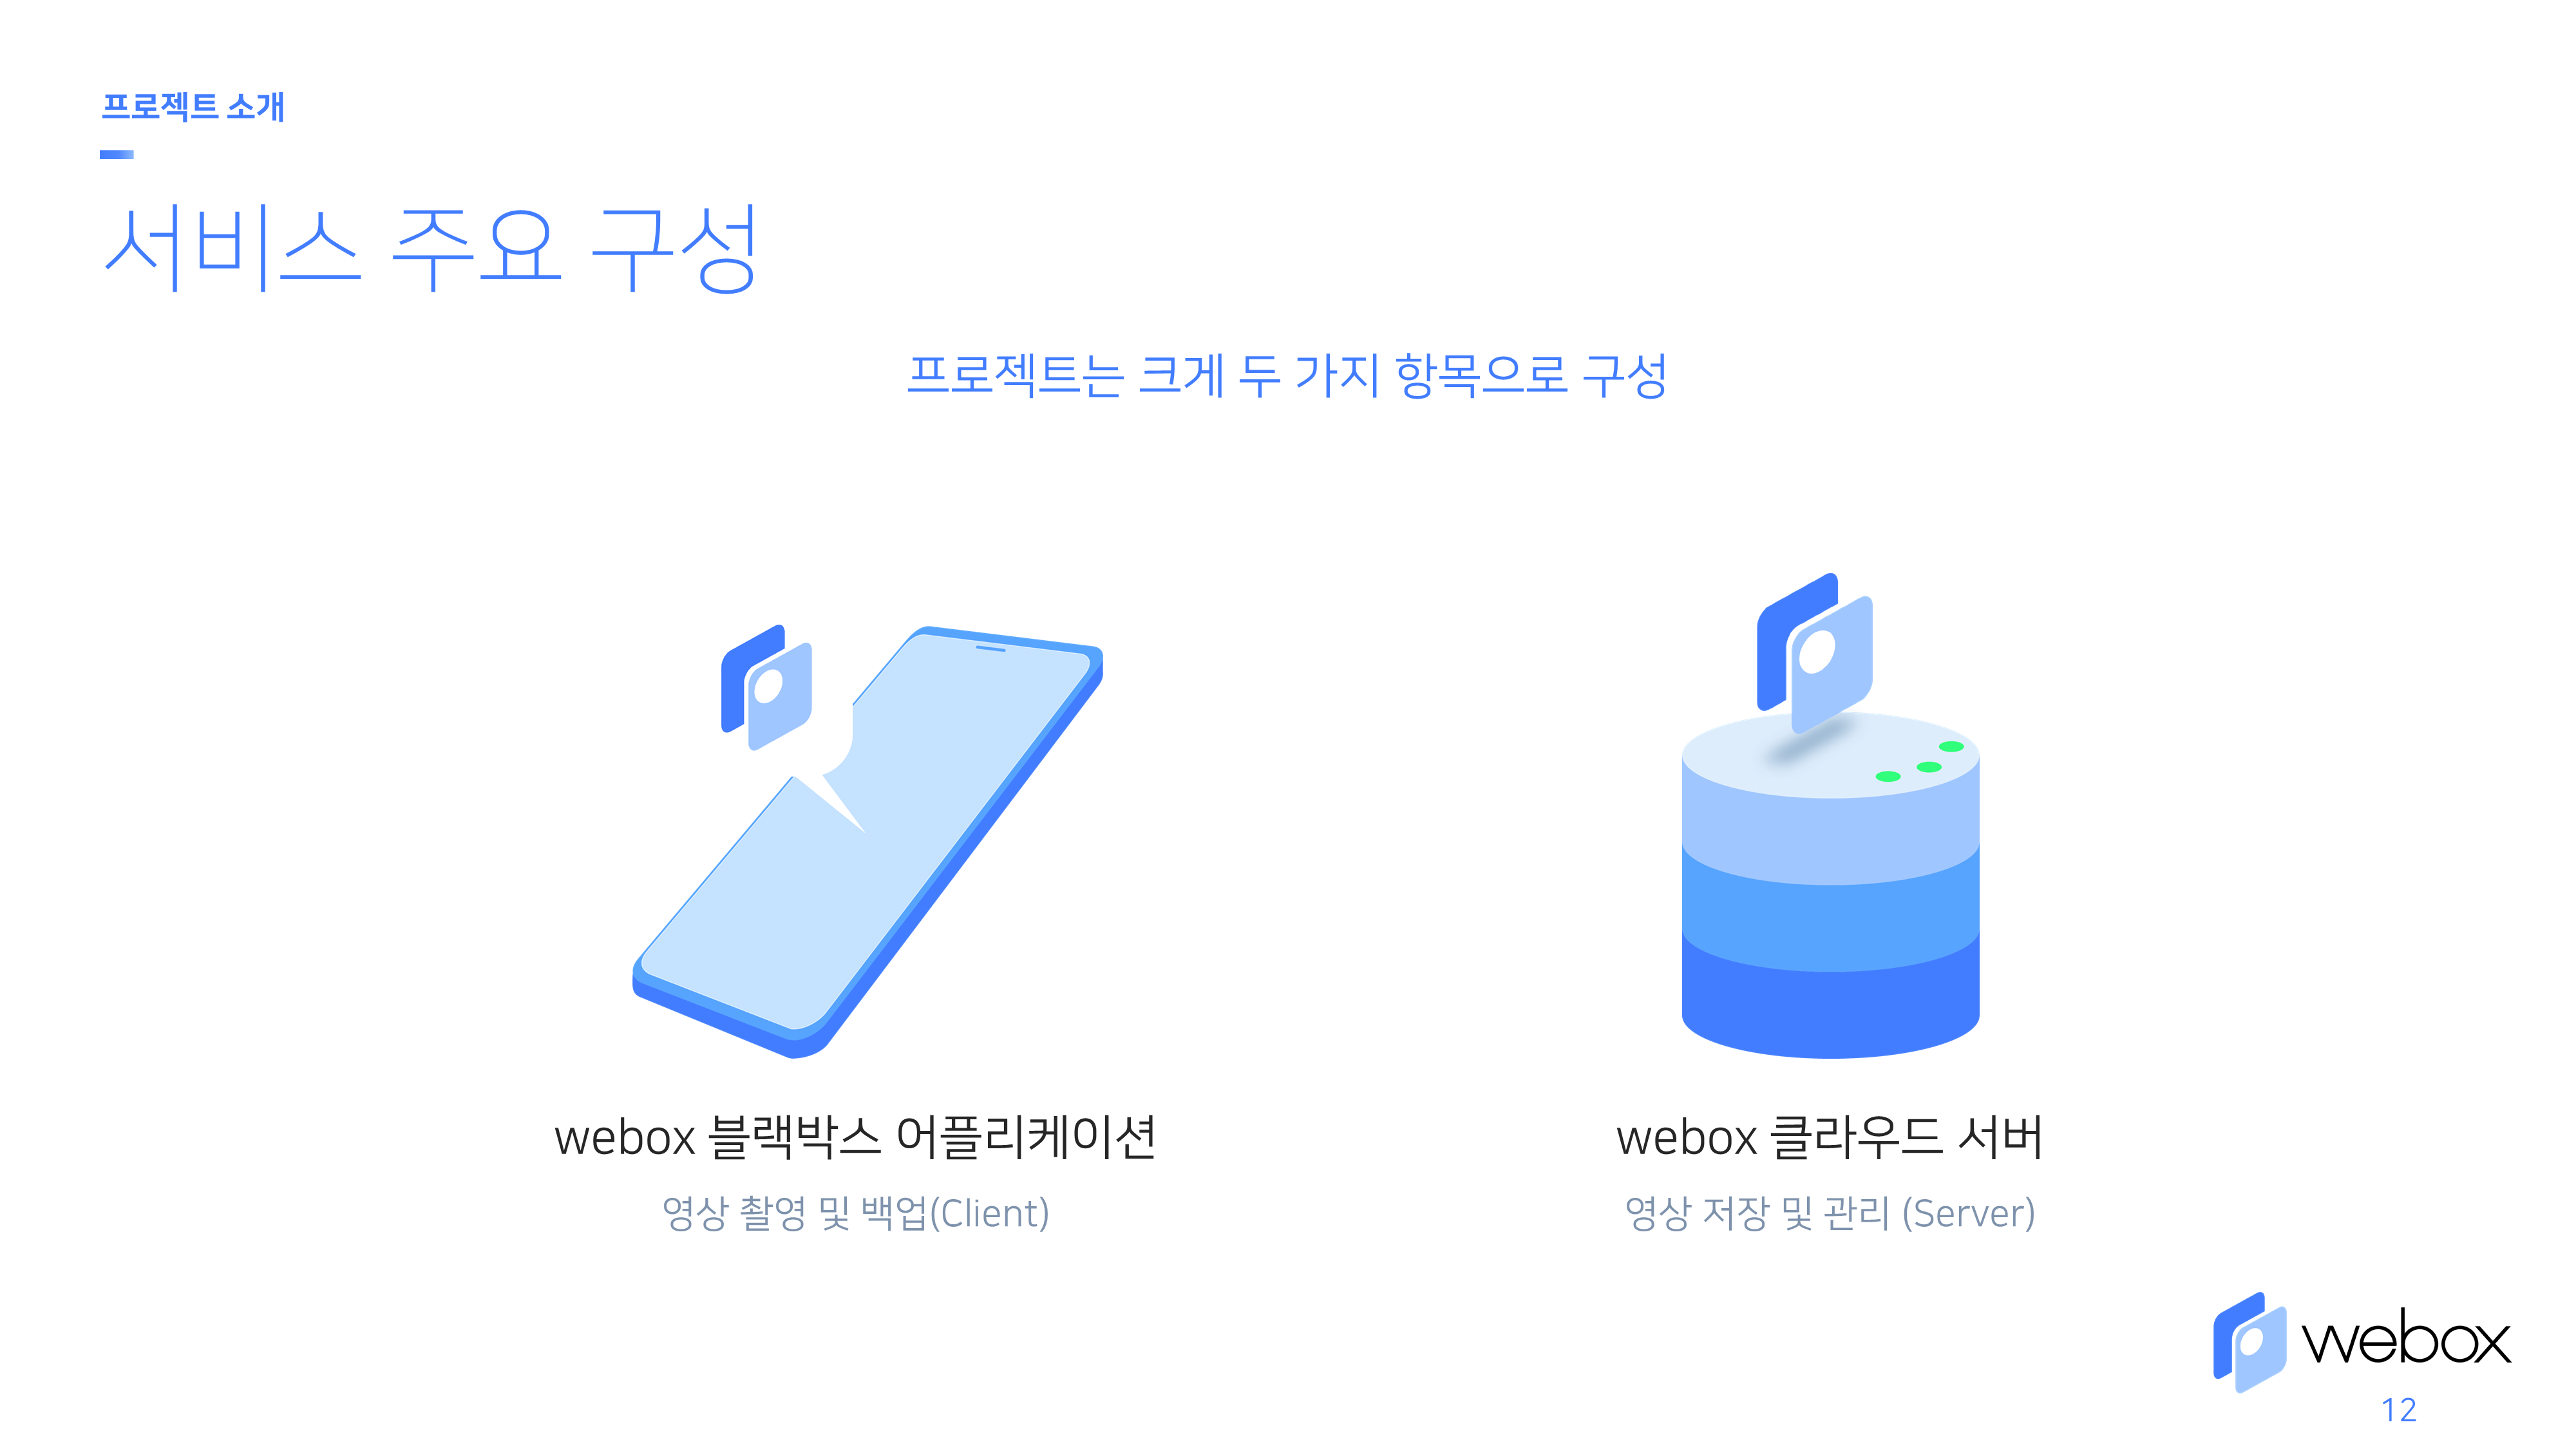 프로젝트 소개
서비스 주요 구성
프로젝트는 크게 두 가지 항목으로 구성
webox 블랙박스 어플리케이션
영상 촬영 및 백업(Client)
webox 클라우드 서버
영상 저장 및 관리 (Server)
webox
12